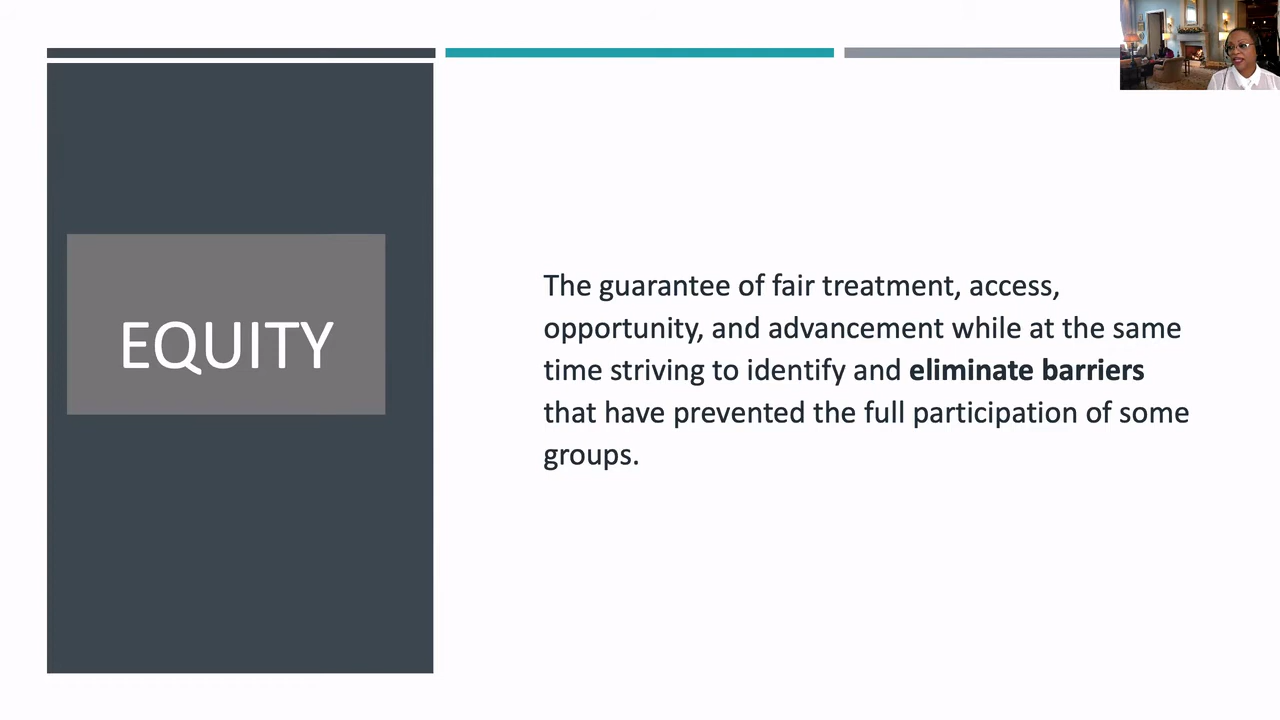 EQUITY
The guarantee of fair treatment, access,
opportunity, and advancement while at the same
time striving to identify and eliminate barriers
that have prevented the full participation of some
groups.